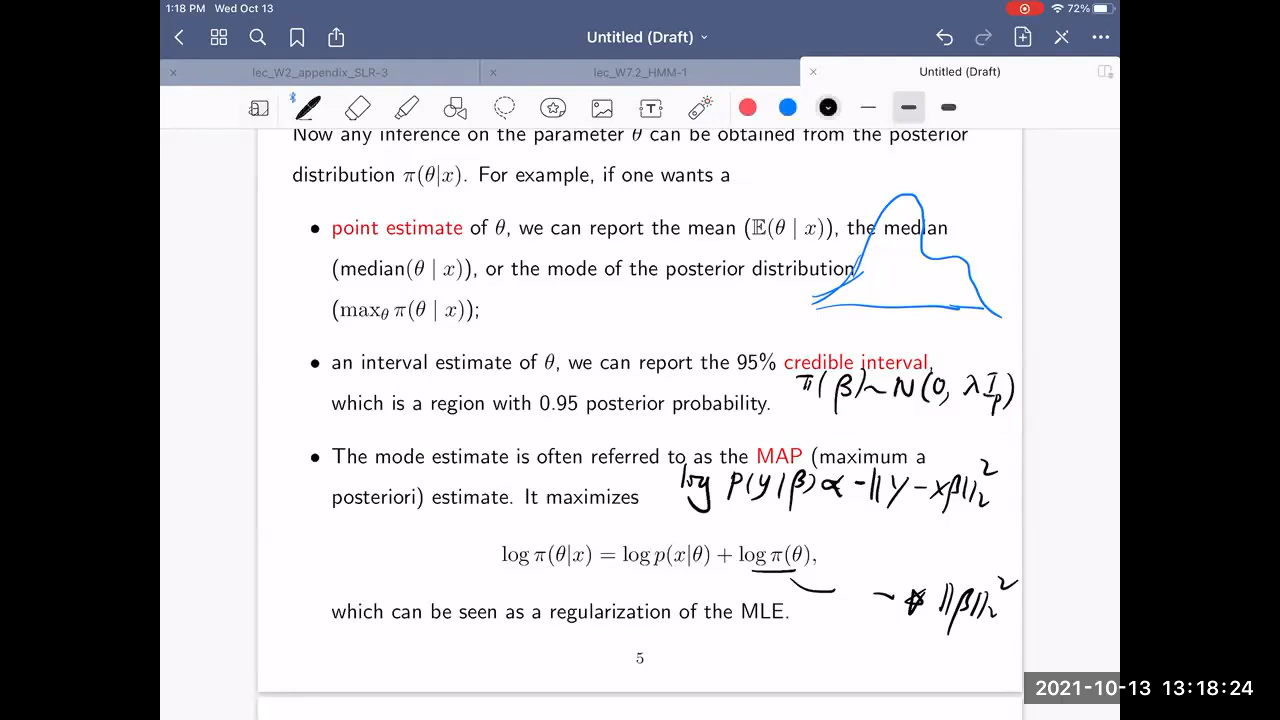 1:18 PM Wed Oct 13
72%
Untitled (Draft)
lec_W2_appendix_SLR-3
lec_W7.2_HMM-1
Untitled (Draft)
Now any inference on the parameter θ can be obtained from the posterior
distribution π(θ|x). For example, if one wants a
• point estimate of θ, we can report the mean (𝔼(θ | x)), the median
(median(θ | x)), or the mode of the posterior distribution
(max_θ π(θ | x));
• an interval estimate of θ, we can report the 95% credible interval,
π(β) ~ N(0, λI_p)
which is a region with 0.95 posterior probability.
• The mode estimate is often referred to as the MAP (maximum a
posteriori) estimate. It maximizes
log p(y|β) ∝ -||y - xβ||₂²
log π(θ|x) = log p(x|θ) + log π(θ),
||β||₂²
which can be seen as a regularization of the MLE.
5
2021-10-13 13:18:24